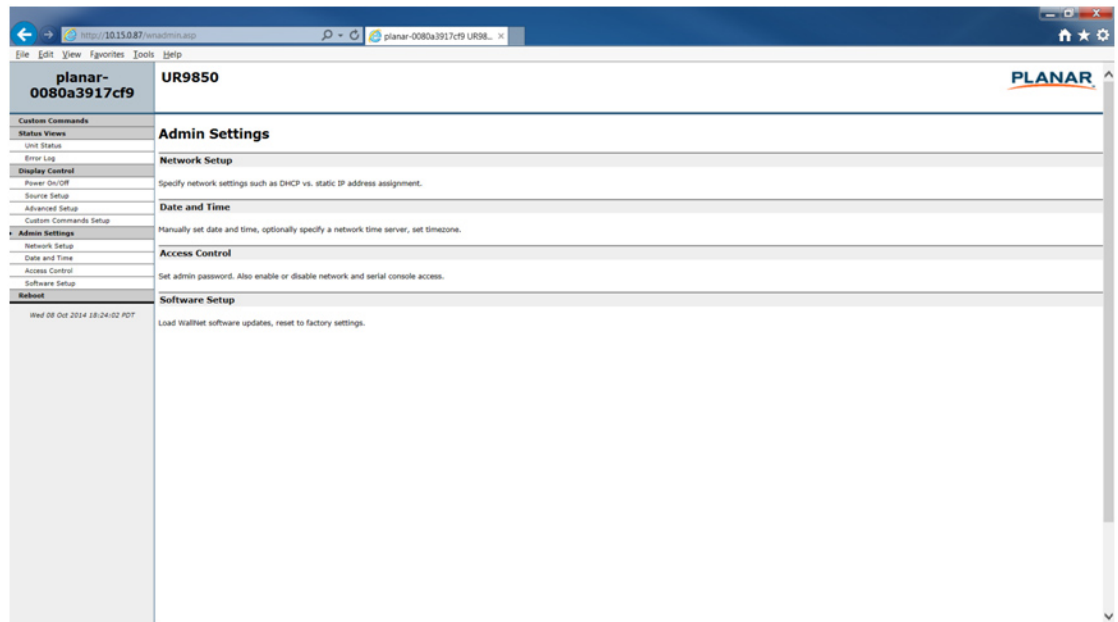 http://10.15.0.87/wnadmin.asp
planar-0080a3917cf9 UR98...
File Edit View Favorites Tools Help
planar-
0080a3917cf9
UR9850
PLANAR
Custom Commands
Status Views
Unit Status
Error Log
Display Control
Power On/Off
Source Setup
Advanced Setup
Custom Commands Setup
Admin Settings
Network Setup
Date and Time
Access Control
Software Setup
Reboot
Wed 08 Oct 2014 18:24:02 PDT
Admin Settings
Network Setup
Specify network settings such as DHCP vs. static IP address assignment.
Date and Time
Manually set date and time, optionally specify a network time server, set timezone.
Access Control
Set admin password. Also enable or disable network and serial console access.
Software Setup
Load WallNet software updates, reset to factory settings.